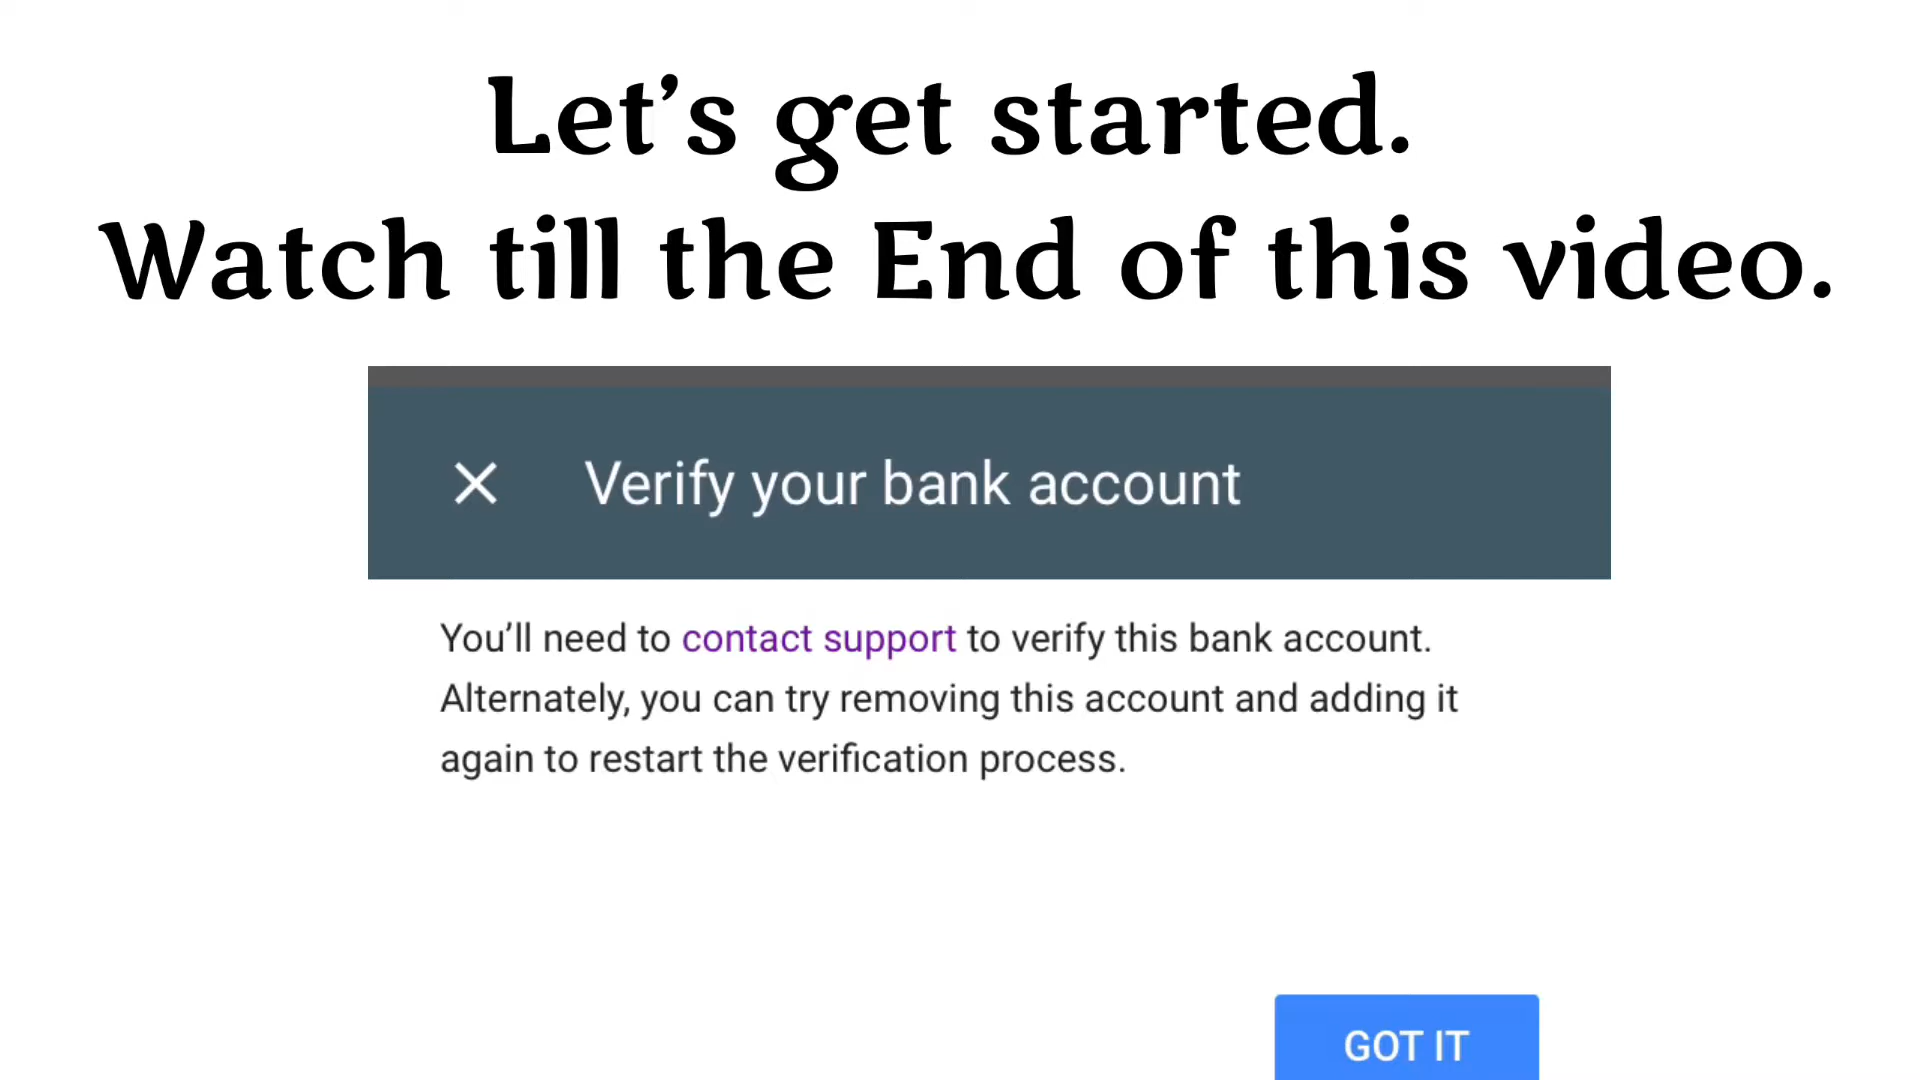 Let's get started.
Watch till the End of this video.
Verify your bank account
You'll need to contact support to verify this bank account.
Alternately, you can try removing this account and adding it
again to restart the verification process.
GOT IT